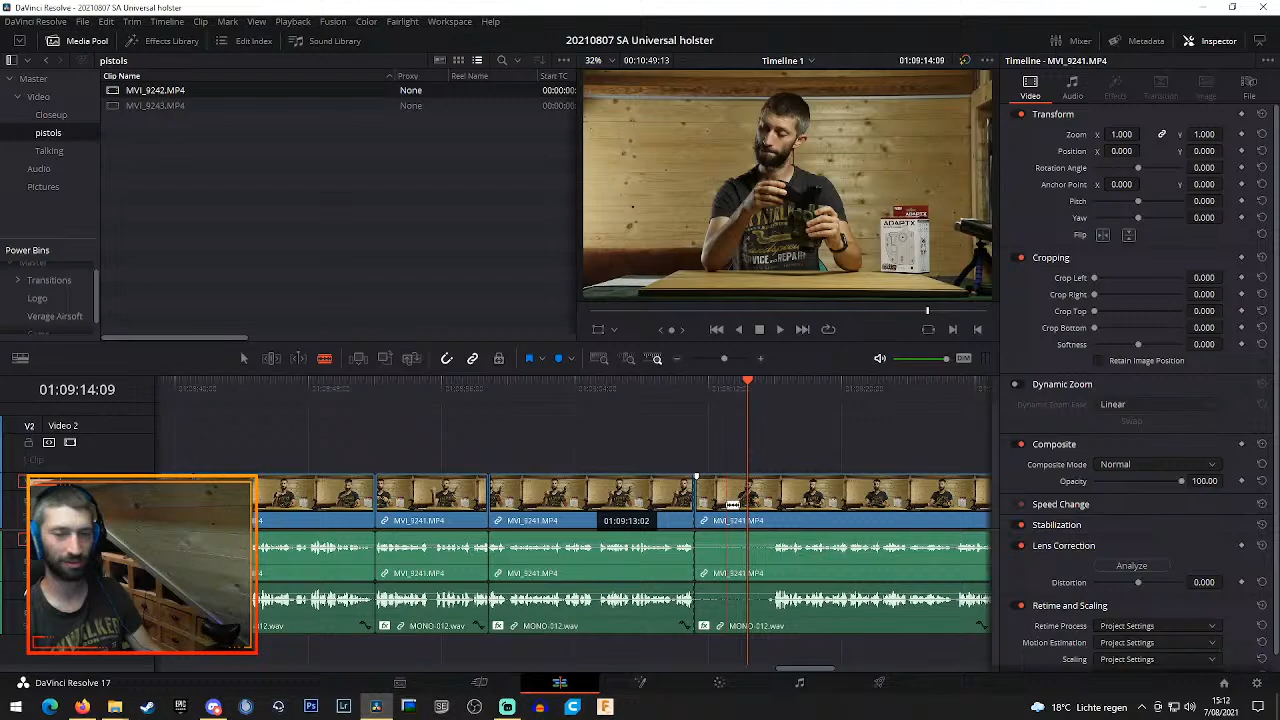 DaVinci Resolve - 20210807 SA Universal holster
DaVinci Resolve File Edit Trim Timeline Clip Mark View Playback Fusion Color Fairlight Workspace Help
Media Pool Effects Library Edit Index Sound Library 20210807 SA Universal holster Mixer Metadata Inspector
pistols 32% 00:10:49:13 Timeline 1 01:09:14:09 Timeline - MVI_9241.MP4
Master Clip Name Proxy Reel Name Start TC
Video MVI_9242.MP4 None 00:00:00:
Closeup MVI_9243.MP4 None 00:00:00:
pistols
Talking
Audio
Pictures
Power Bins
Master
Transitions
Logo
Verage Airsoft
ADAPTX
ADAPTX
SERVICE REPAIR
Video Audio Effects Transition Image File
Transform
Zoom X 1.000 Y 1.000
Position X 0.000 Y 0.000
Rotation Angle 0.000
Anchor Point X 0.000 Y 0.000
Pitch 0.000
Yaw 0.000
Flip
Cropping
Crop Left 0.000
Crop Right 0.000
Crop Top 0.000
Crop Bottom 0.000
Softness 0.000
Retain Image Position
Dynamic Zoom
Dynamic Zoom Ease Linear
Swap
Composite
Composite Mode Normal
Opacity 100.00
Speed Change
Stabilization
Lens Correction
Analyze
Distortion 0.000
Retime and Scaling
Retime Process Project Settings
Motion Estimation Project Settings
Scaling Project Settings
DIM
01:09:14:09
V2 Video 2
1 Clip
MVI_9241.MP4 MVI_9241.MP4 01:09:13:02 MVI_9241.MP4
MVI_9241.MP4 MVI_9241.MP4 MVI_9241.MP4
MONO-012.wav MONO-012.wav MONO-012.wav
DaVinci Resolve 17
18°C Lichte regen 15:12
7/08/2021